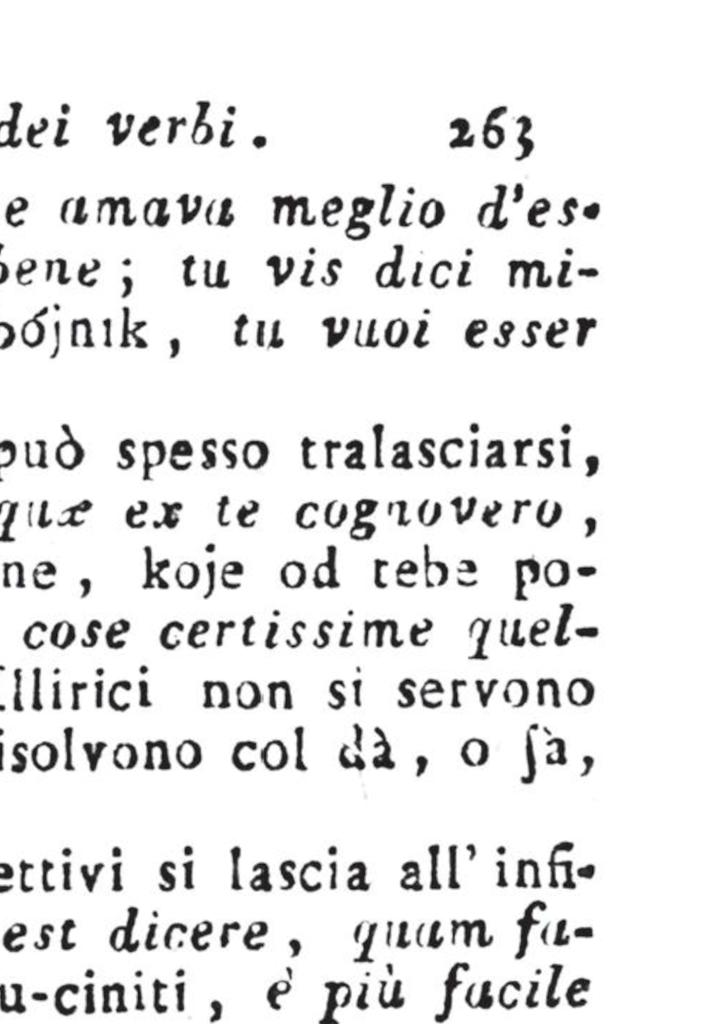 dei verbi. 263
e amava meglio d'es-
bene; tu vis dici mi-
bójnik, tu vuoi esser
può spesso tralasciarsi,
quæ ex te cognovero,
ne, koje od tebe po-
cose certissime quel-
Illirici non si servono
isolvono col dà, o ſà,
ettivi si lascia all' infi-
est dicere, quam fa-
u-ciniti, è più facile